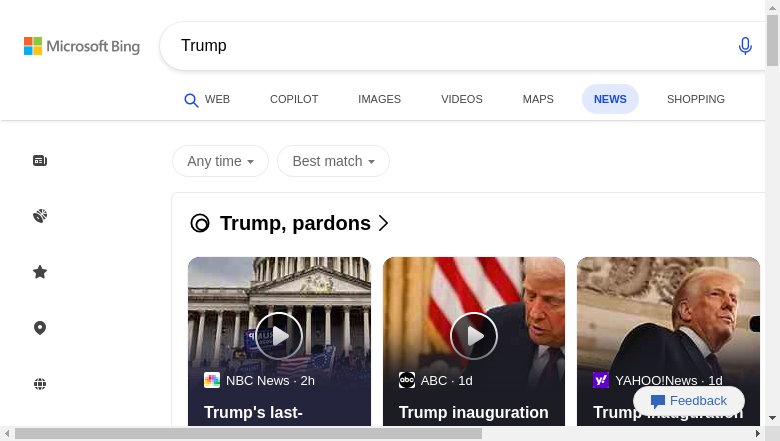 Microsoft Bing
Trump
WEB
COPILOT
IMAGES
VIDEOS
MAPS
NEWS
SHOPPING
Any time
Best match
Trump, pardons
NBC News · 2h
Trump's last-
abc
ABC · 1d
Trump inauguration
YAHOO!News · 1d
Trump inauguration
Feedback